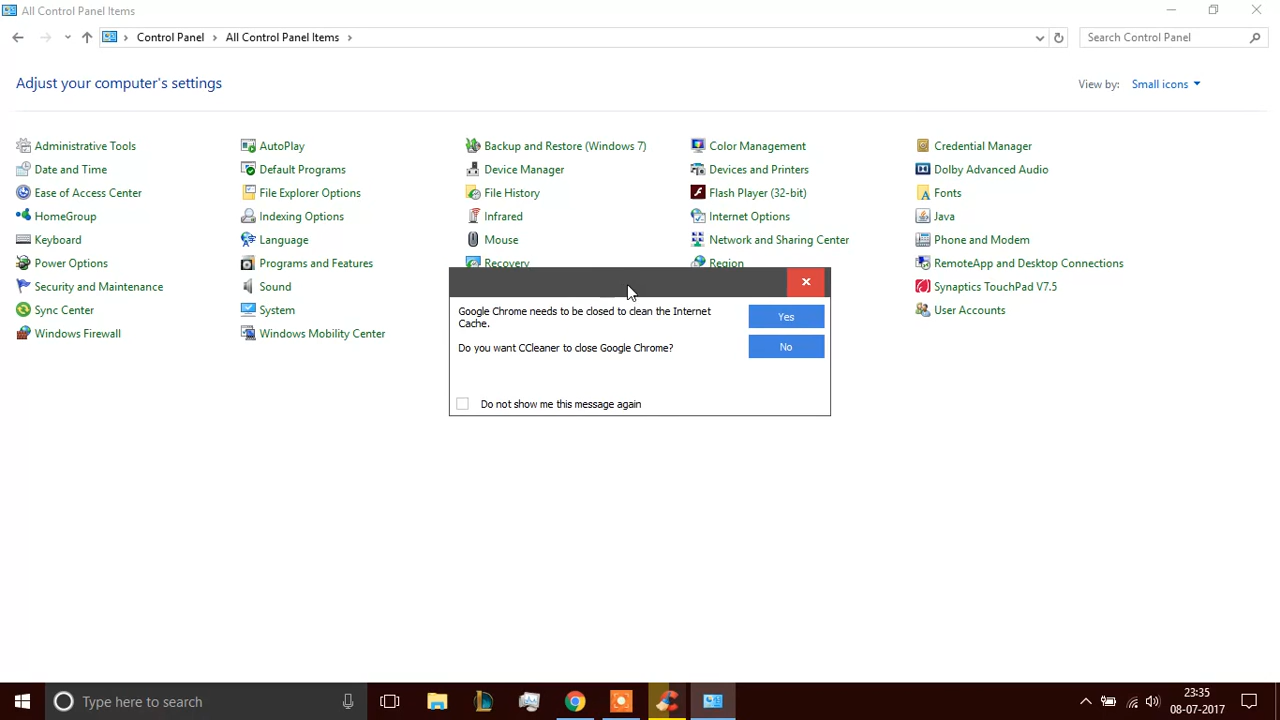 All Control Panel Items
Control Panel > All Control Panel Items >
Search Control Panel
Adjust your computer's settings
View by: Small icons
Administrative Tools
AutoPlay
Backup and Restore (Windows 7)
Color Management
Credential Manager
Date and Time
Default Programs
Device Manager
Devices and Printers
Dolby Advanced Audio
Ease of Access Center
File Explorer Options
File History
Flash Player (32-bit)
Fonts
HomeGroup
Indexing Options
Infrared
Internet Options
Java
Keyboard
Language
Mouse
Network and Sharing Center
Phone and Modem
Power Options
Programs and Features
Recovery
Region
RemoteApp and Desktop Connections
Security and Maintenance
Sound
Synaptics TouchPad V7.5
Sync Center
System
User Accounts
Windows Firewall
Windows Mobility Center
Google Chrome needs to be closed to clean the Internet
Cache.
Yes
Do you want CCleaner to close Google Chrome?
No
Do not show me this message again
Type here to search
23:35
08-07-2017